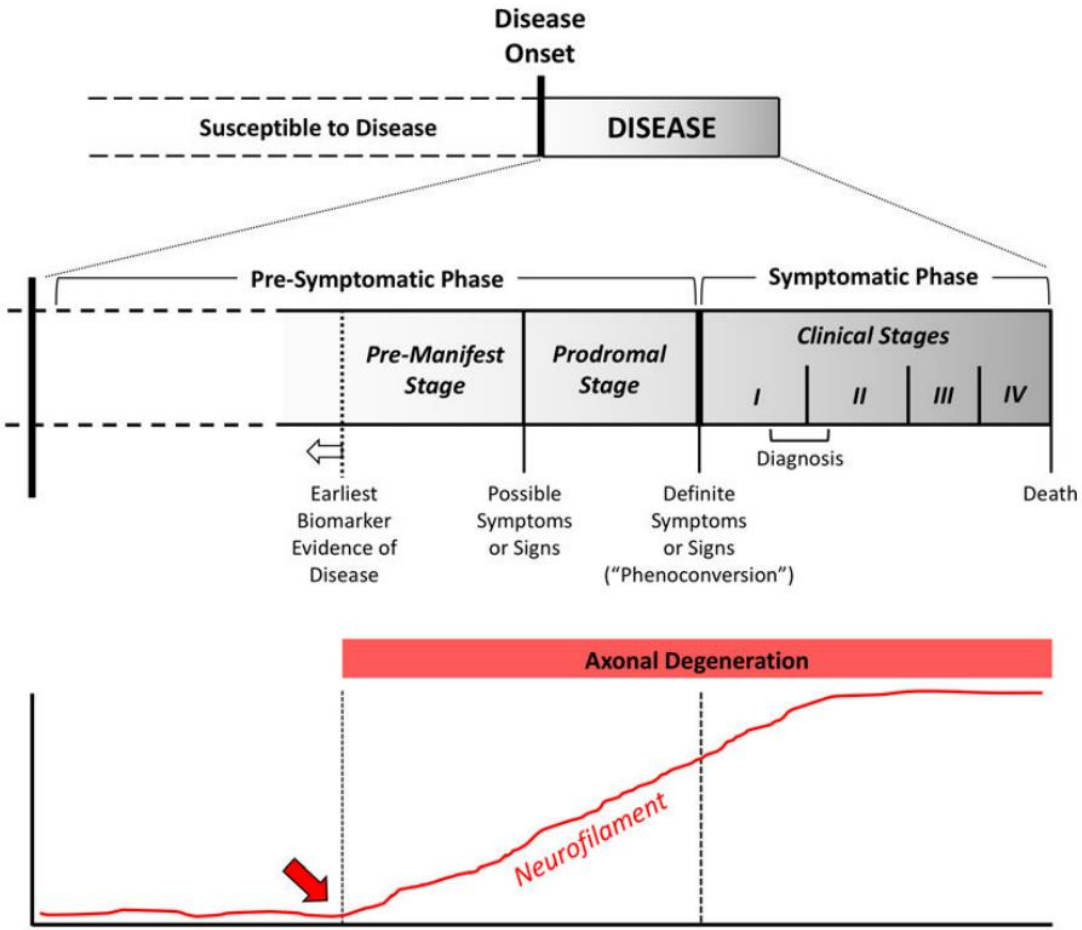 Disease
Onset
Susceptible to Disease
DISEASE
Pre-Symptomatic Phase
Symptomatic Phase
Pre-Manifest
Stage
Prodromal
Stage
Clinical Stages
I
II
III
IV
Diagnosis
Earliest
Biomarker
Evidence of
Disease
Possible
Symptoms
or Signs
Definite
Symptoms
or Signs
(“Phenoconversion”)
Death
Axonal Degeneration
Neurofilament